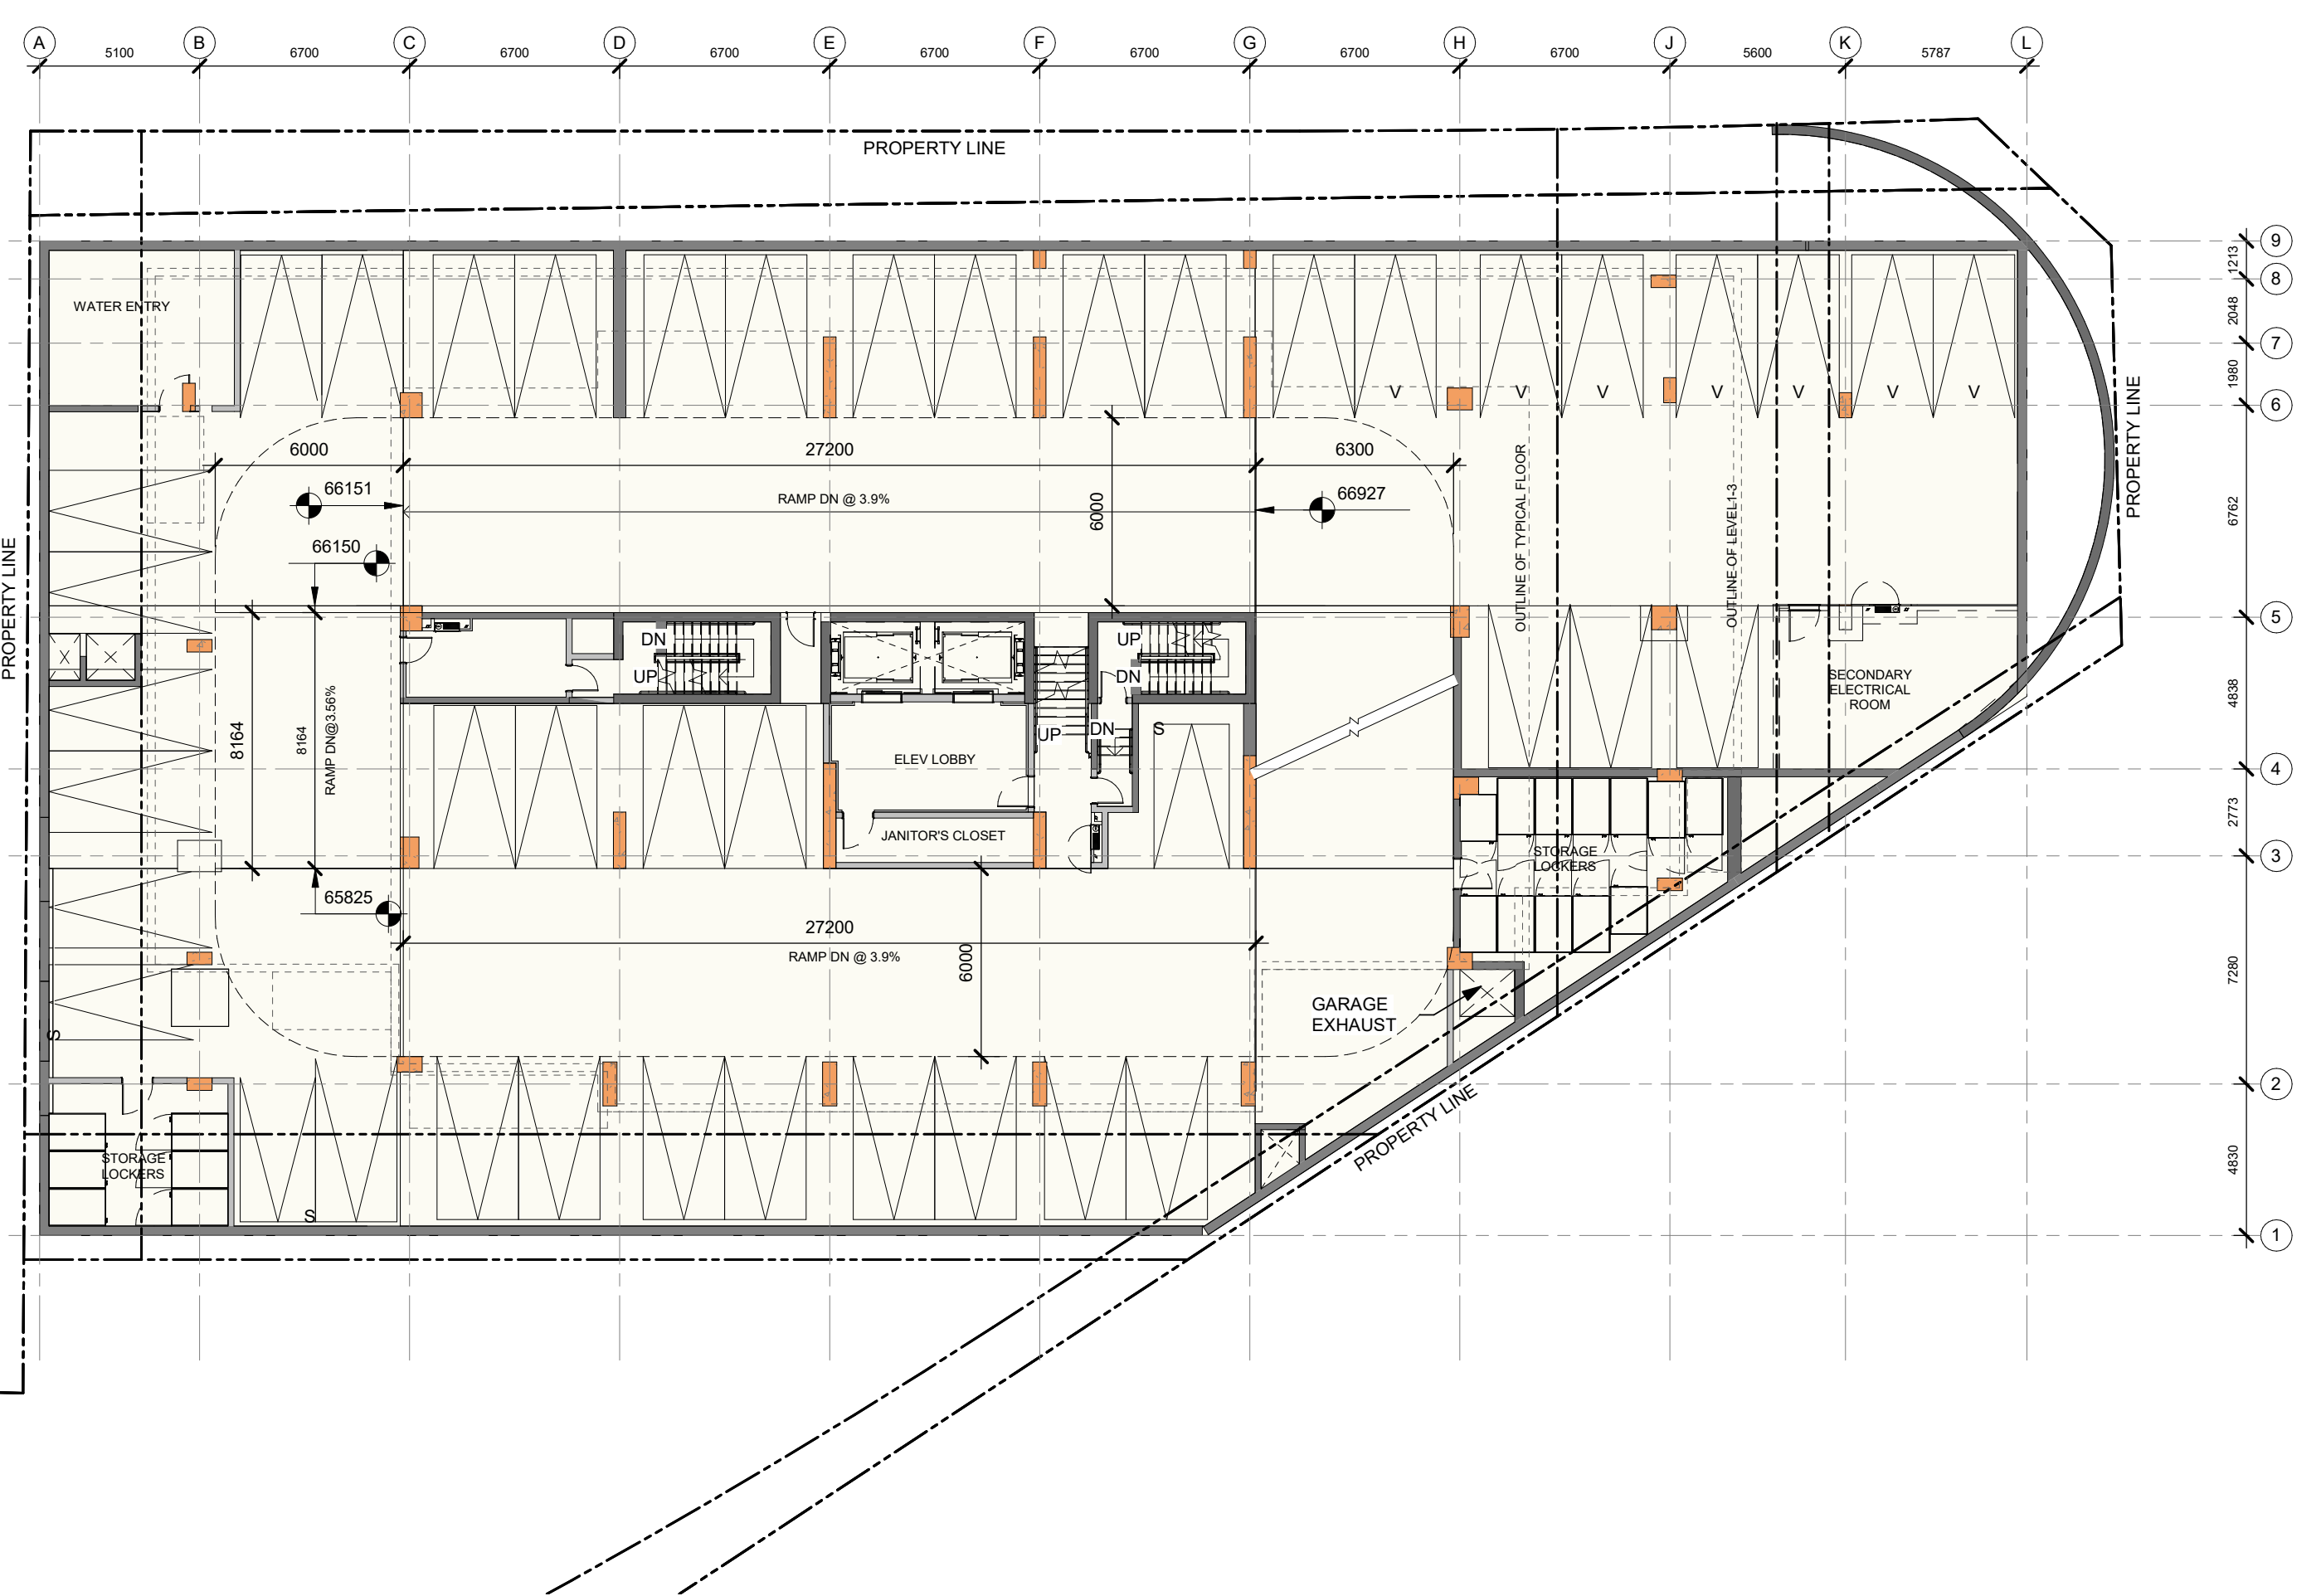 A B C D E F G H J K L
5100 6700 6700 6700 6700 6700 6700 6700 5600 5787
PROPERTY LINE
9
1213
8
WATER ENTRY
2048
7
1980
V V V V V V V
6
PROPERTY LINE
6000 27200 6300
66151
RAMP DN @ 3.9%
66927
6000
OUTLINE OF TYPICAL FLOOR
OUTLINE OF LEVEL1-3
6762
66150
PROPERTY LINE
5
DN
UP
UP
DN
SECONDARY
ELECTRICAL
ROOM
4838
8164
8164
RAMP DN@3.56%
UP
DN
S
ELEV LOBBY
4
JANITOR'S CLOSET
2773
STORAGE
LOCKERS
3
65825
27200
RAMP DN @ 3.9%
6000
7280
GARAGE
EXHAUST
S
2
PROPERTY LINE
STORAGE
LOCKERS
4830
S
1